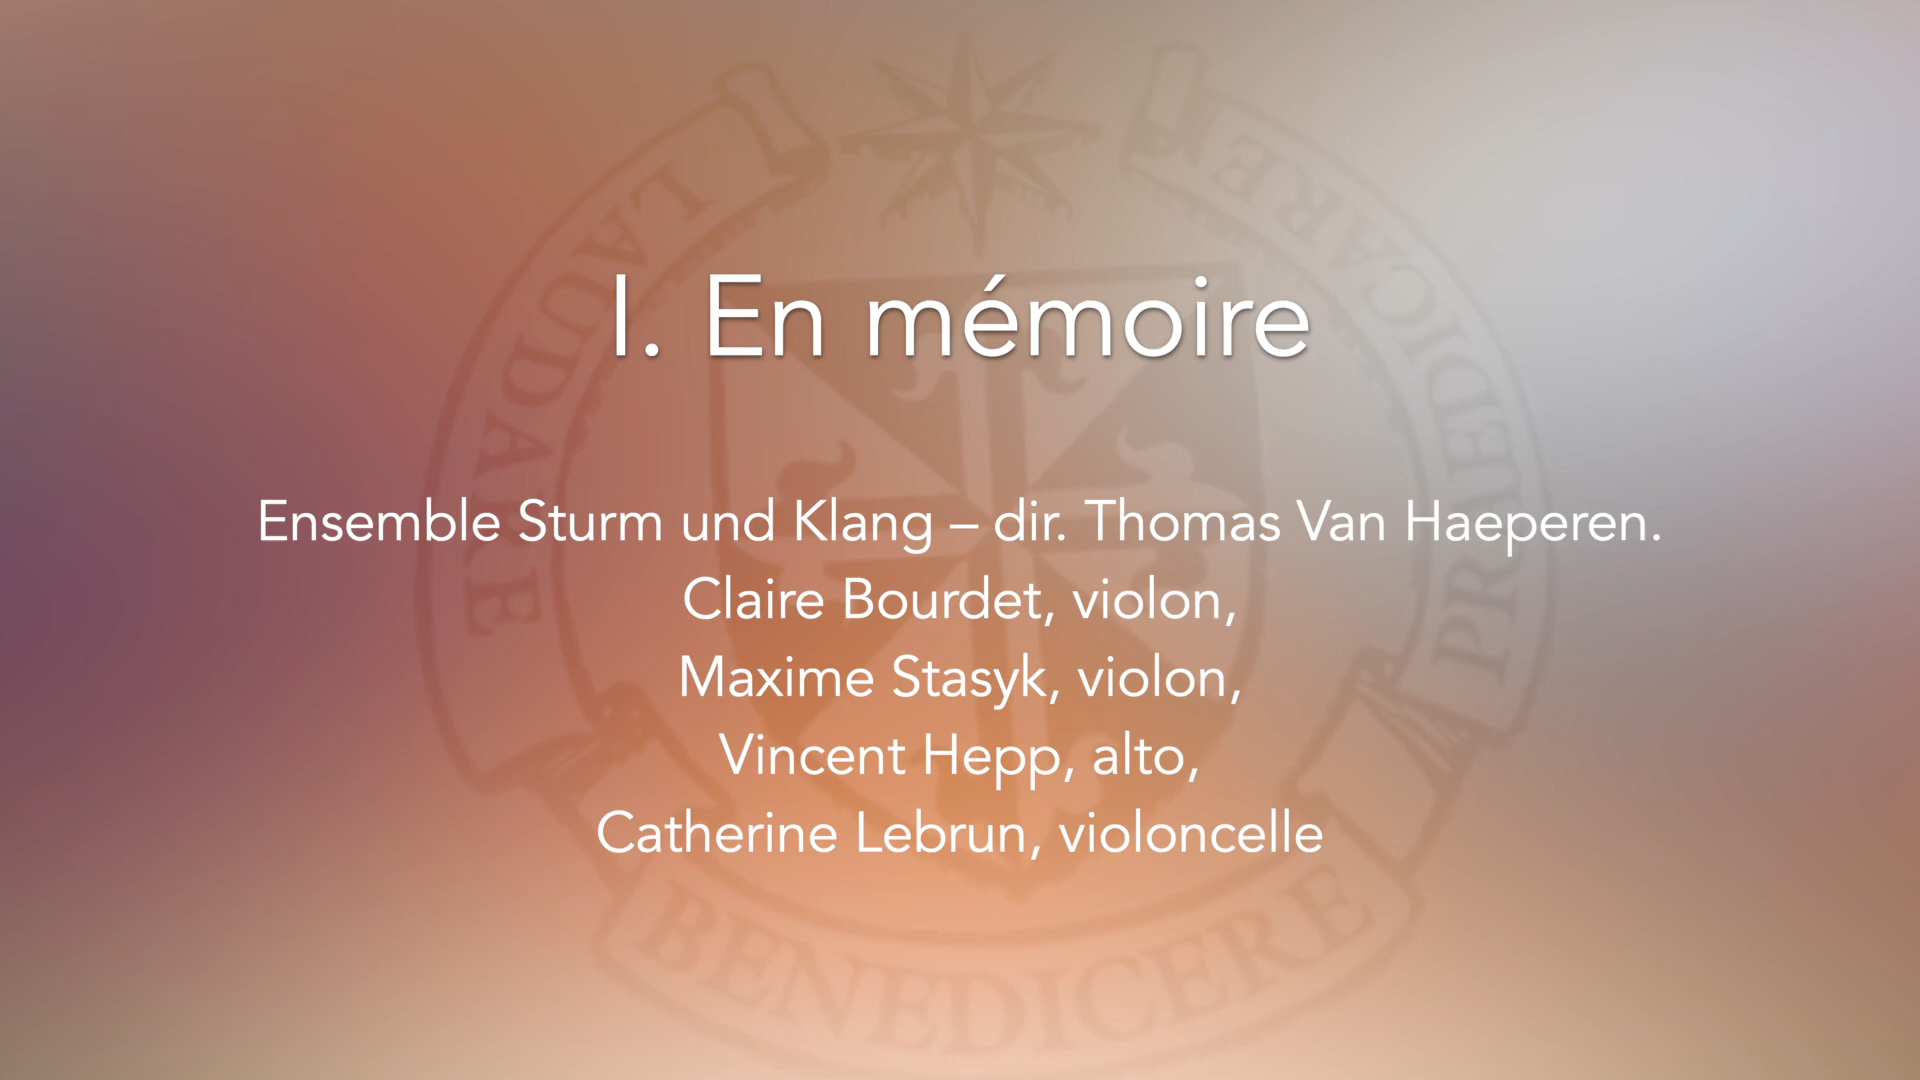 LAUDARE
BENEDICERE
PRAEDICARE
I. En mémoire
Ensemble Sturm und Klang – dir. Thomas Van Haeperen.
Claire Bourdet, violon,
Maxime Stasyk, violon,
Vincent Hepp, alto,
Catherine Lebrun, violoncelle